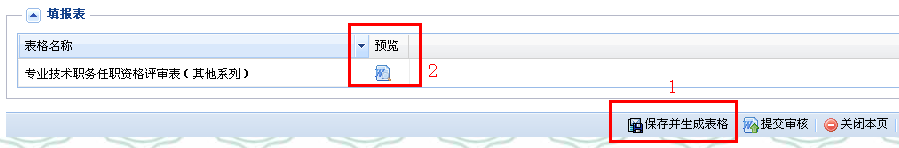 填报表
表格名称 预览
专业技术职务任职资格评审表（其他系列）
2
1
保存并生成表格 提交审核 关闭本页